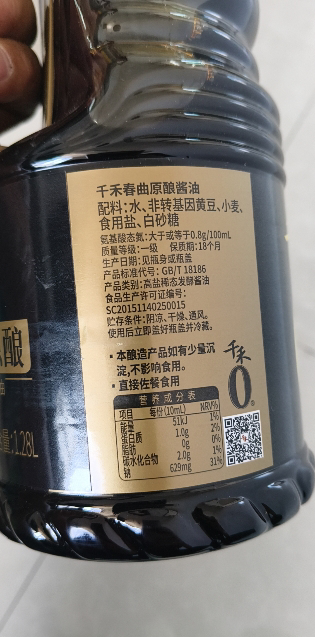 千禾春曲原酿酱油
配料:水、非转基因黄豆、小麦、
食用盐、白砂糖
氨基酸态氮:大于或等于0.8g/100mL
质量等级:一级 保质期:18个月
生产日期:见瓶身或瓶盖
产品标准代号:GB/T 18186
产品类别:高盐稀态发酵酱油
食品生产许可证编号:
SC20151140250015
贮存条件:阴凉、干燥、通风。
使用后立即盖好瓶盖并冷藏。
·本酿造产品如有少量沉
淀,不影响食用。
·直接佐餐食用
千禾
0
®
酿
1.28L
营养成分表
项目 每份(10mL) NRV%
能量 51kJ 1%
蛋白质 1.0g 2%
脂肪 0g 0%
碳水化合物 2.0g 1%
钠 629mg 31%